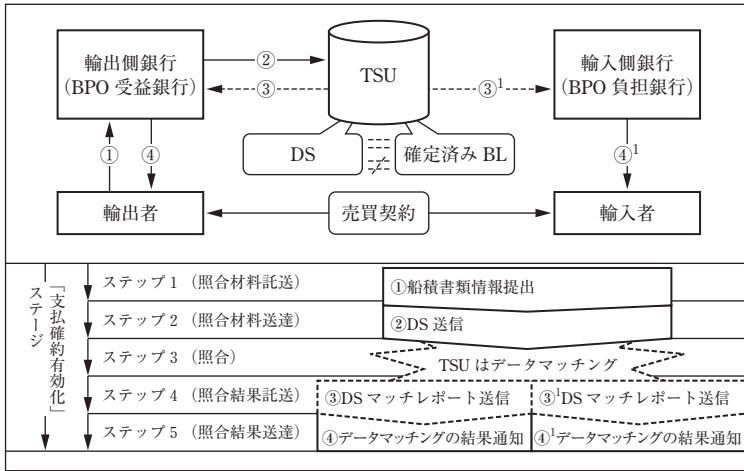 輸出側銀行
(BPO 受益銀行)
②
③
TSU
③¹
輸入側銀行
(BPO 負担銀行)
①
④
DS
確定済み BL
④¹
輸出者
売買契約
輸入者
「支払確約有効化」
ステージ
ステップ 1 (照合材料託送)
①船積書類情報提出
ステップ 2 (照合材料送達)
②DS 送信
ステップ 3 (照合)
TSU はデータマッチング
ステップ 4 (照合結果託送)
③DS マッチレポート送信
③¹DS マッチレポート送信
ステップ 5 (照合結果送達)
④データマッチングの結果通知
④¹データマッチングの結果通知